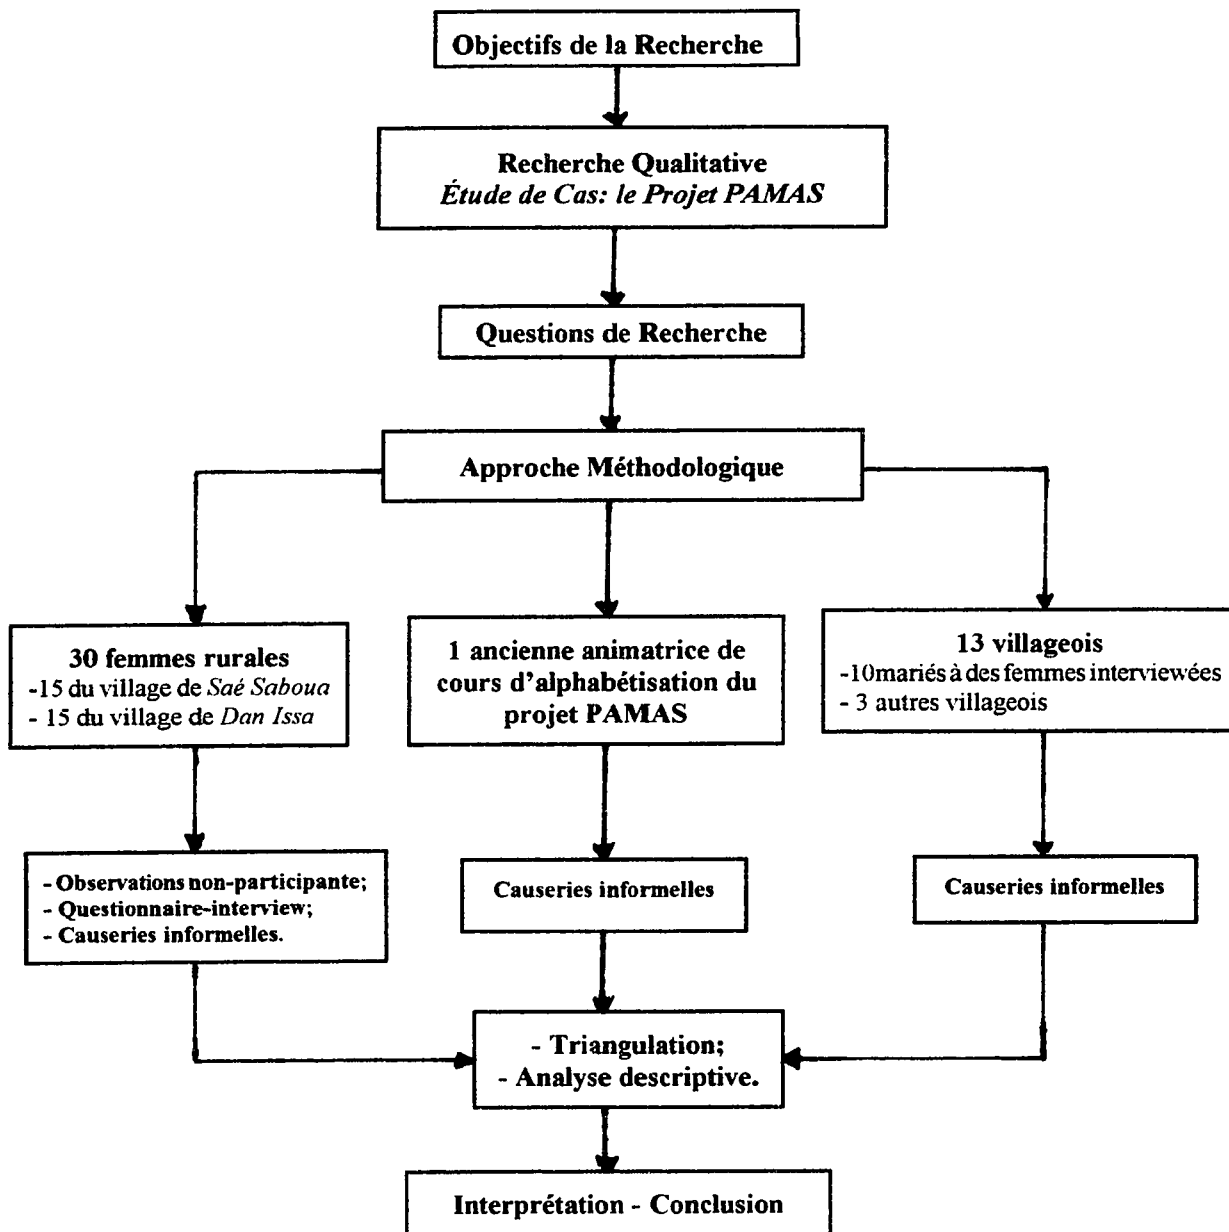 Objectifs de la Recherche
Recherche Qualitative
Étude de Cas: le Projet PAMAS
Questions de Recherche
Approche Méthodologique
30 femmes rurales
-15 du village de Saé Saboua
- 15 du village de Dan Issa
1 ancienne animatrice de
cours d'alphabétisation du
projet PAMAS
13 villageois
-10mariés à des femmes interviewées
- 3 autres villageois
- Observations non-participante;
- Questionnaire-interview;
- Causeries informelles.
Causeries informelles
Causeries informelles
- Triangulation;
- Analyse descriptive.
Interprétation - Conclusion